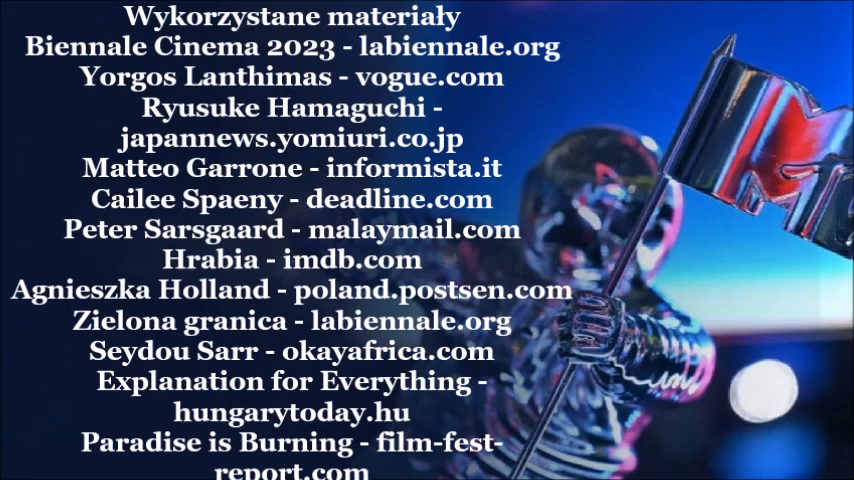 Wykorzystane materiały
Biennale Cinema 2023 - labiennale.org
Yorgos Lanthimas - vogue.com
Ryusuke Hamaguchi -
japannews.yomiuri.co.jp
Matteo Garrone - informista.it
Cailee Spaeny - deadline.com
Peter Sarsgaard - malaymail.com
Hrabia - imdb.com
Agnieszka Holland - poland.postsen.com
Zielona granica - labiennale.org
Seydou Sarr - okayafrica.com
Explanation for Everything -
hungarytoday.hu
Paradise is Burning - film-fest-
report.com